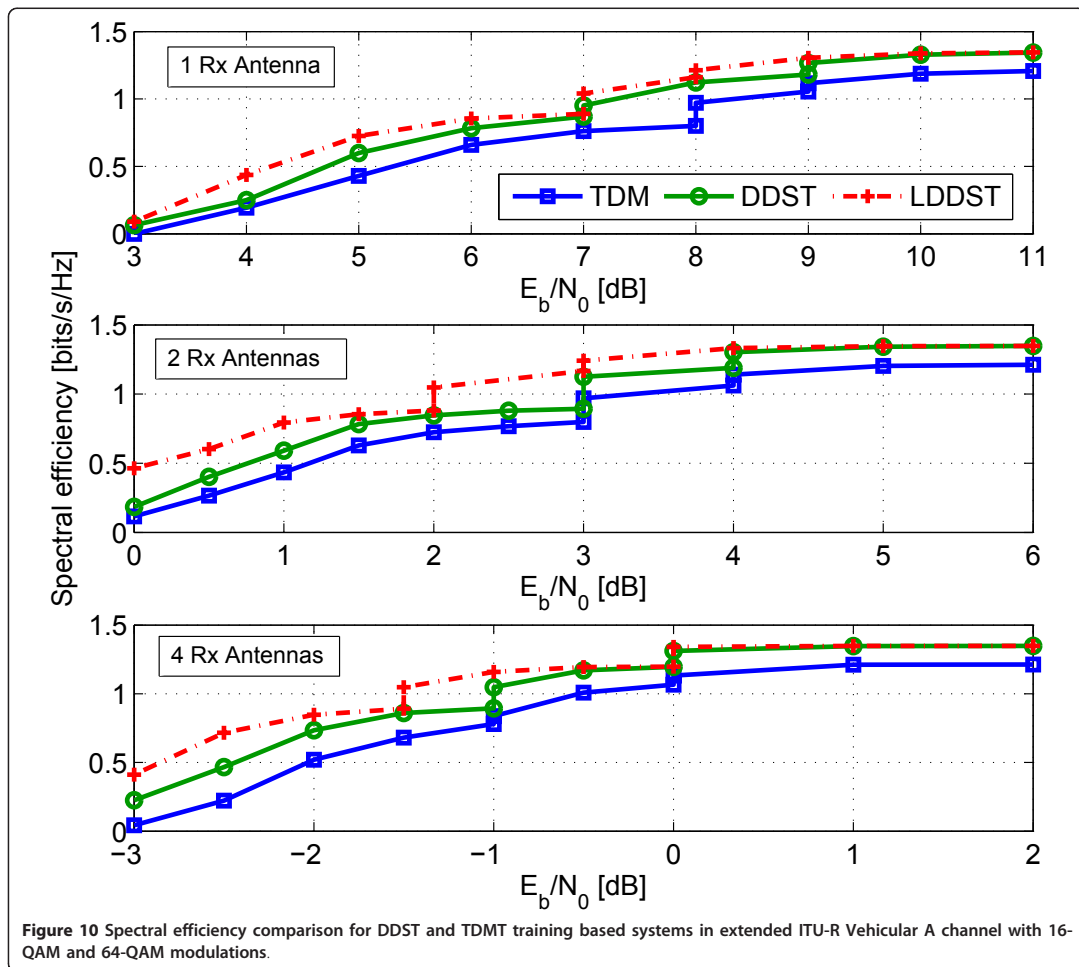 1.5
1 Rx Antenna
1
0.5
TDM DDST LDDST
0
3 4 5 6 7 8 9 10 11
E_b/N_0 [dB]
Spectral efficiency [bits/s/Hz]
1.5
2 Rx Antennas
1
0.5
0
0 1 2 3 4 5 6
E_b/N_0 [dB]
1.5
4 Rx Antennas
1
0.5
0
−3 −2 −1 0 1 2
E_b/N_0 [dB]
Figure 10 Spectral efficiency comparison for DDST and TDMT training based systems in extended ITU-R Vehicular A channel with 16-
QAM and 64-QAM modulations.